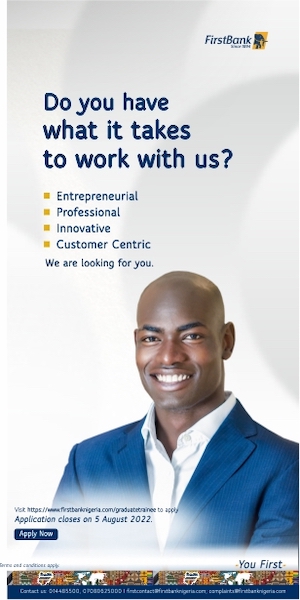 FirstBank
Since 1894
Do you have
what it takes
to work with us?
Entrepreneurial
Professional
Innovative
Customer Centric
We are looking for you.
Visit https://www.firstbanknigeria.com/graduatetrainee to apply
Application closes on 5 August 2022.
Apply Now
Terms and conditions apply.
-You First-
Contact us: 014485500, 07080625000 | firstcontact@firstbanknigeria.com; complaints@firstbanknigeria.com